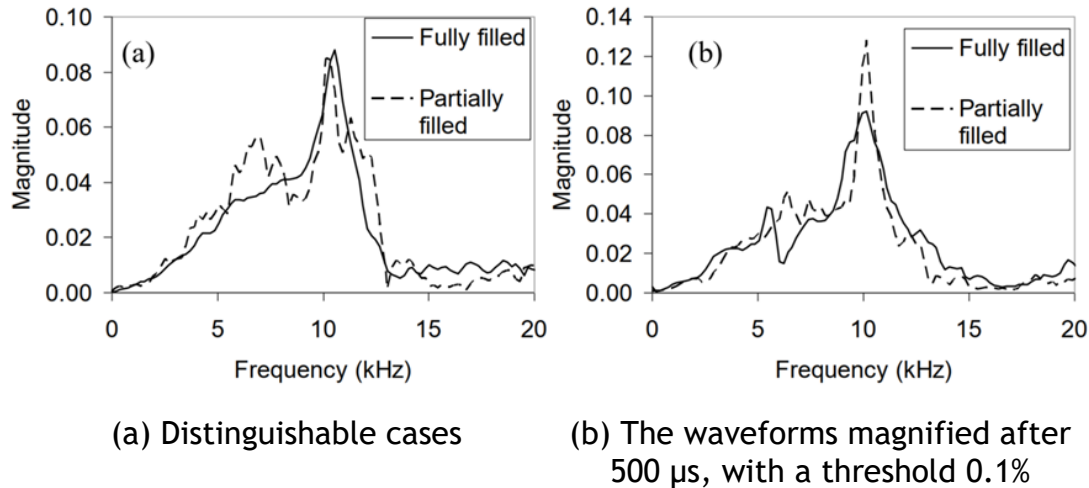 0.10
0.08
0.06
0.04
0.02
0.00
Magnitude
(a)
Fully filled
Partially
filled
0 5 10 15 20
Frequency (kHz)
0.14
0.12
0.10
0.08
0.06
0.04
0.02
0.00
Magnitude
(b)
Fully filled
Partially
filled
0 5 10 15 20
Frequency (kHz)
(a) Distinguishable cases
(b) The waveforms magnified after
500 µs, with a threshold 0.1%